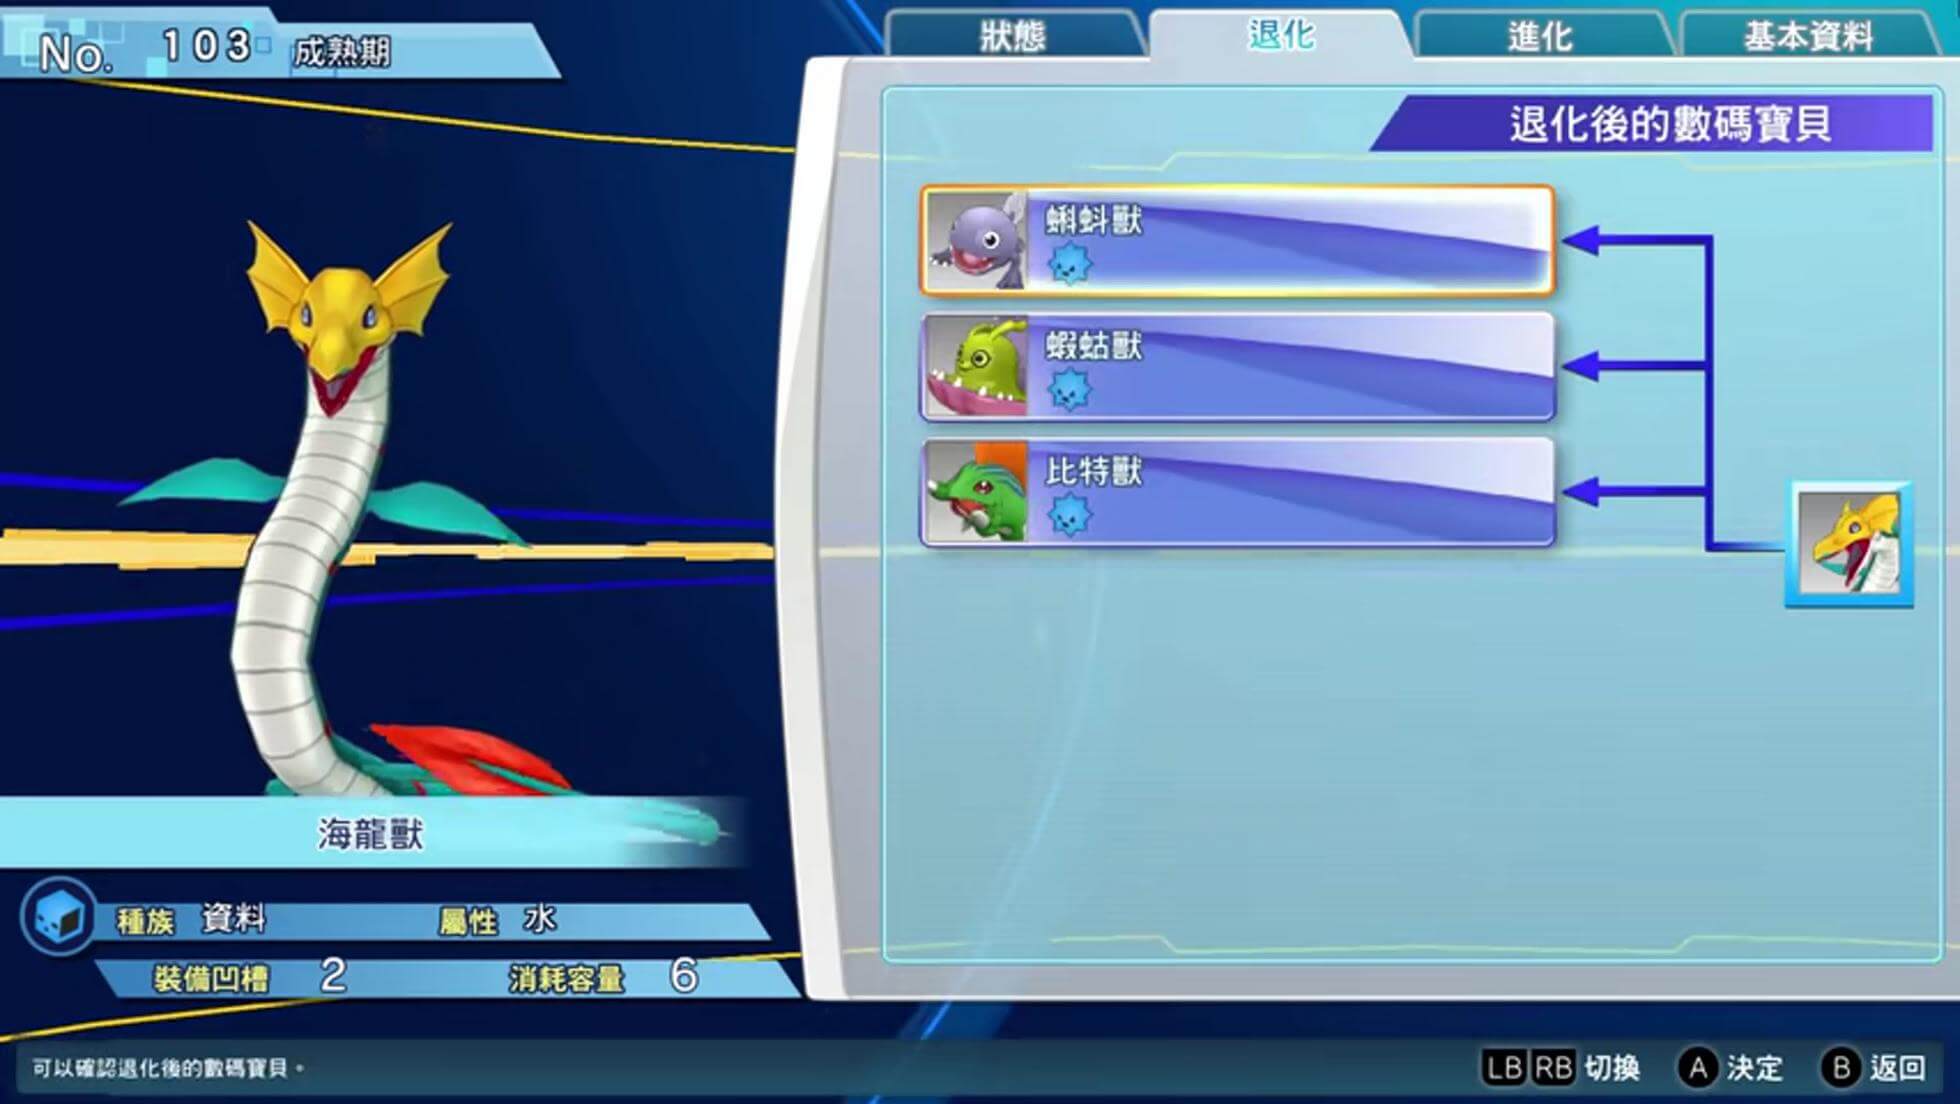 No. 103 成熟期
狀態 退化 進化 基本資料
退化後的數碼寶貝
蝌蚪獸
蝦蛄獸
比特獸
海龍獸
種族 資料 屬性 水
裝備凹槽 2 消耗容量 6
可以確認退化後的數碼寶貝。
LB RB 切換 A 決定 B 返回